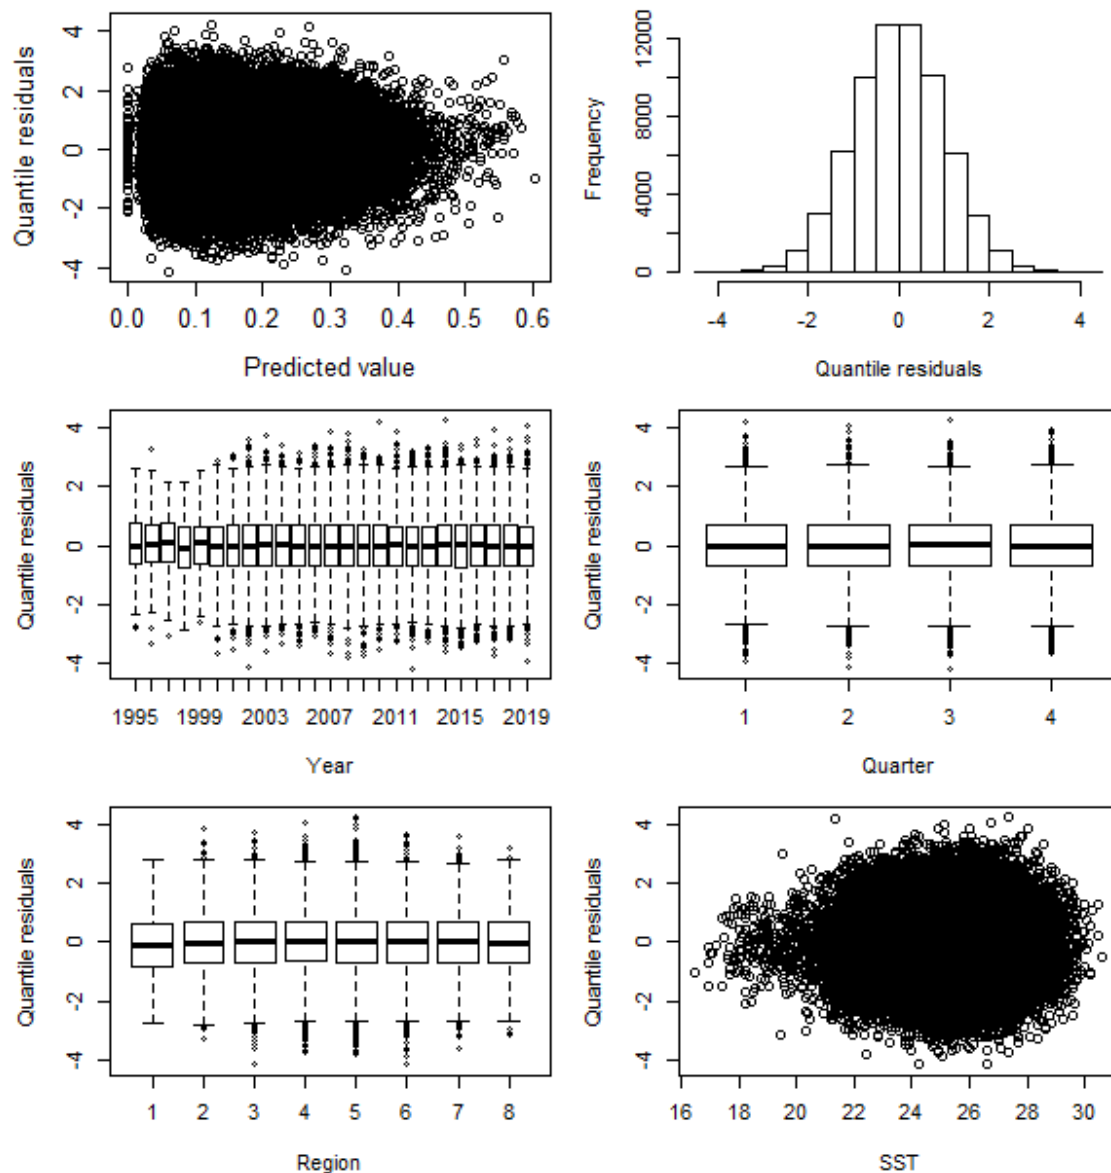 Quantile residuals
4
2
0
-2
-4
0.0 0.1 0.2 0.3 0.4 0.5 0.6
Predicted value
Frequency
12000
8000
4000
0
-4 -2 0 2 4
Quantile residuals
Quantile residuals
4
2
0
-2
-4
1995 1999 2003 2007 2011 2015 2019
Year
Quantile residuals
4
2
0
-2
-4
1 2 3 4
Quarter
Quantile residuals
4
2
0
-2
-4
1 2 3 4 5 6 7 8
Region
Quantile residuals
4
2
0
-2
-4
16 18 20 22 24 26 28 30
SST